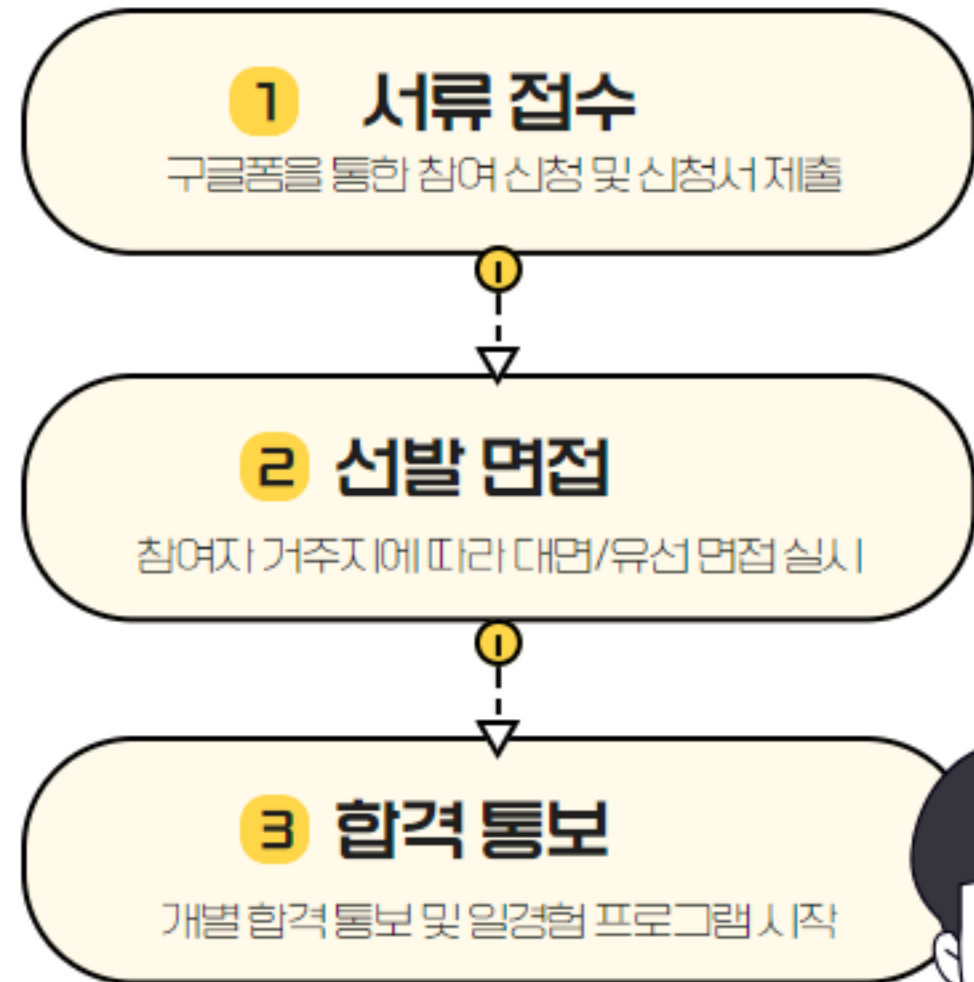 1 서류 접수
구글폼을 통한 참여 신청 및 신청서 제출
2 선발 면접
참여자 거주지에 따라 대면/유선 면접 실시
3 합격 통보
개별 합격 통보 및 일경험 프로그램 시작